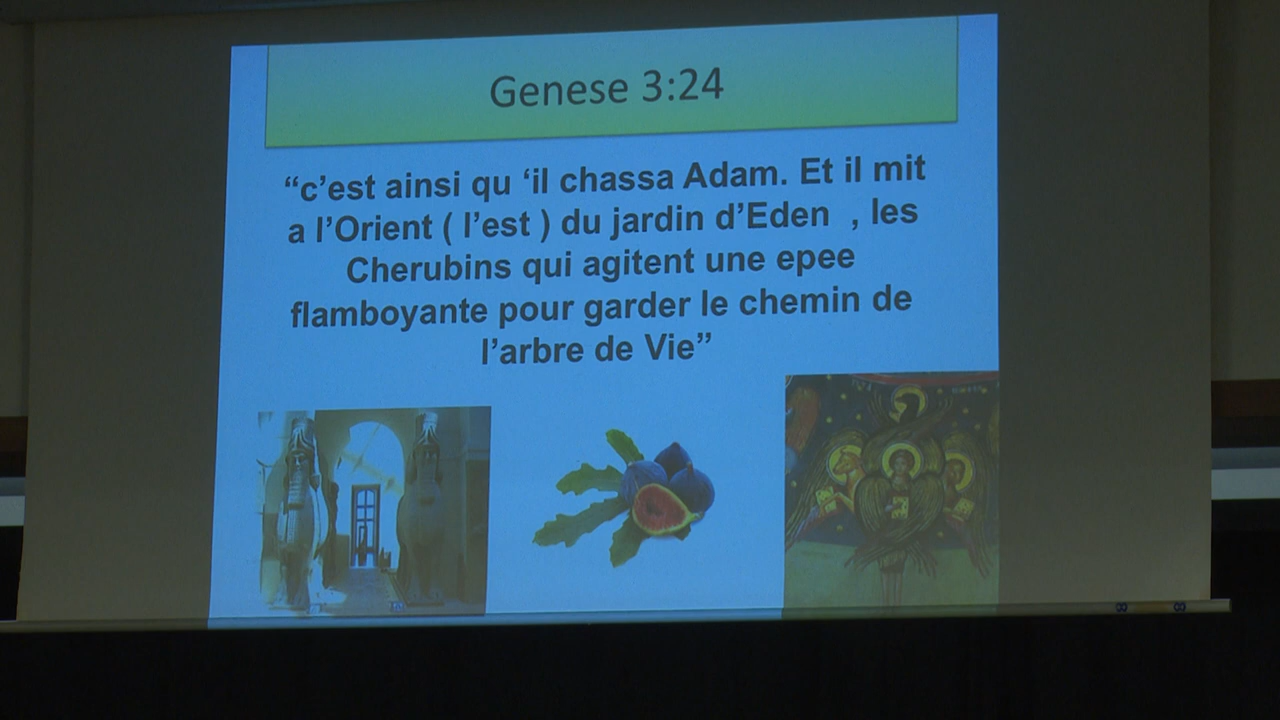 Genese 3:24
“c’est ainsi qu ‘il chassa Adam. Et il mit
a l’Orient ( l’est ) du jardin d’Eden  , les
Cherubins qui agitent une epee
flamboyante pour garder le chemin de
l’arbre de Vie”